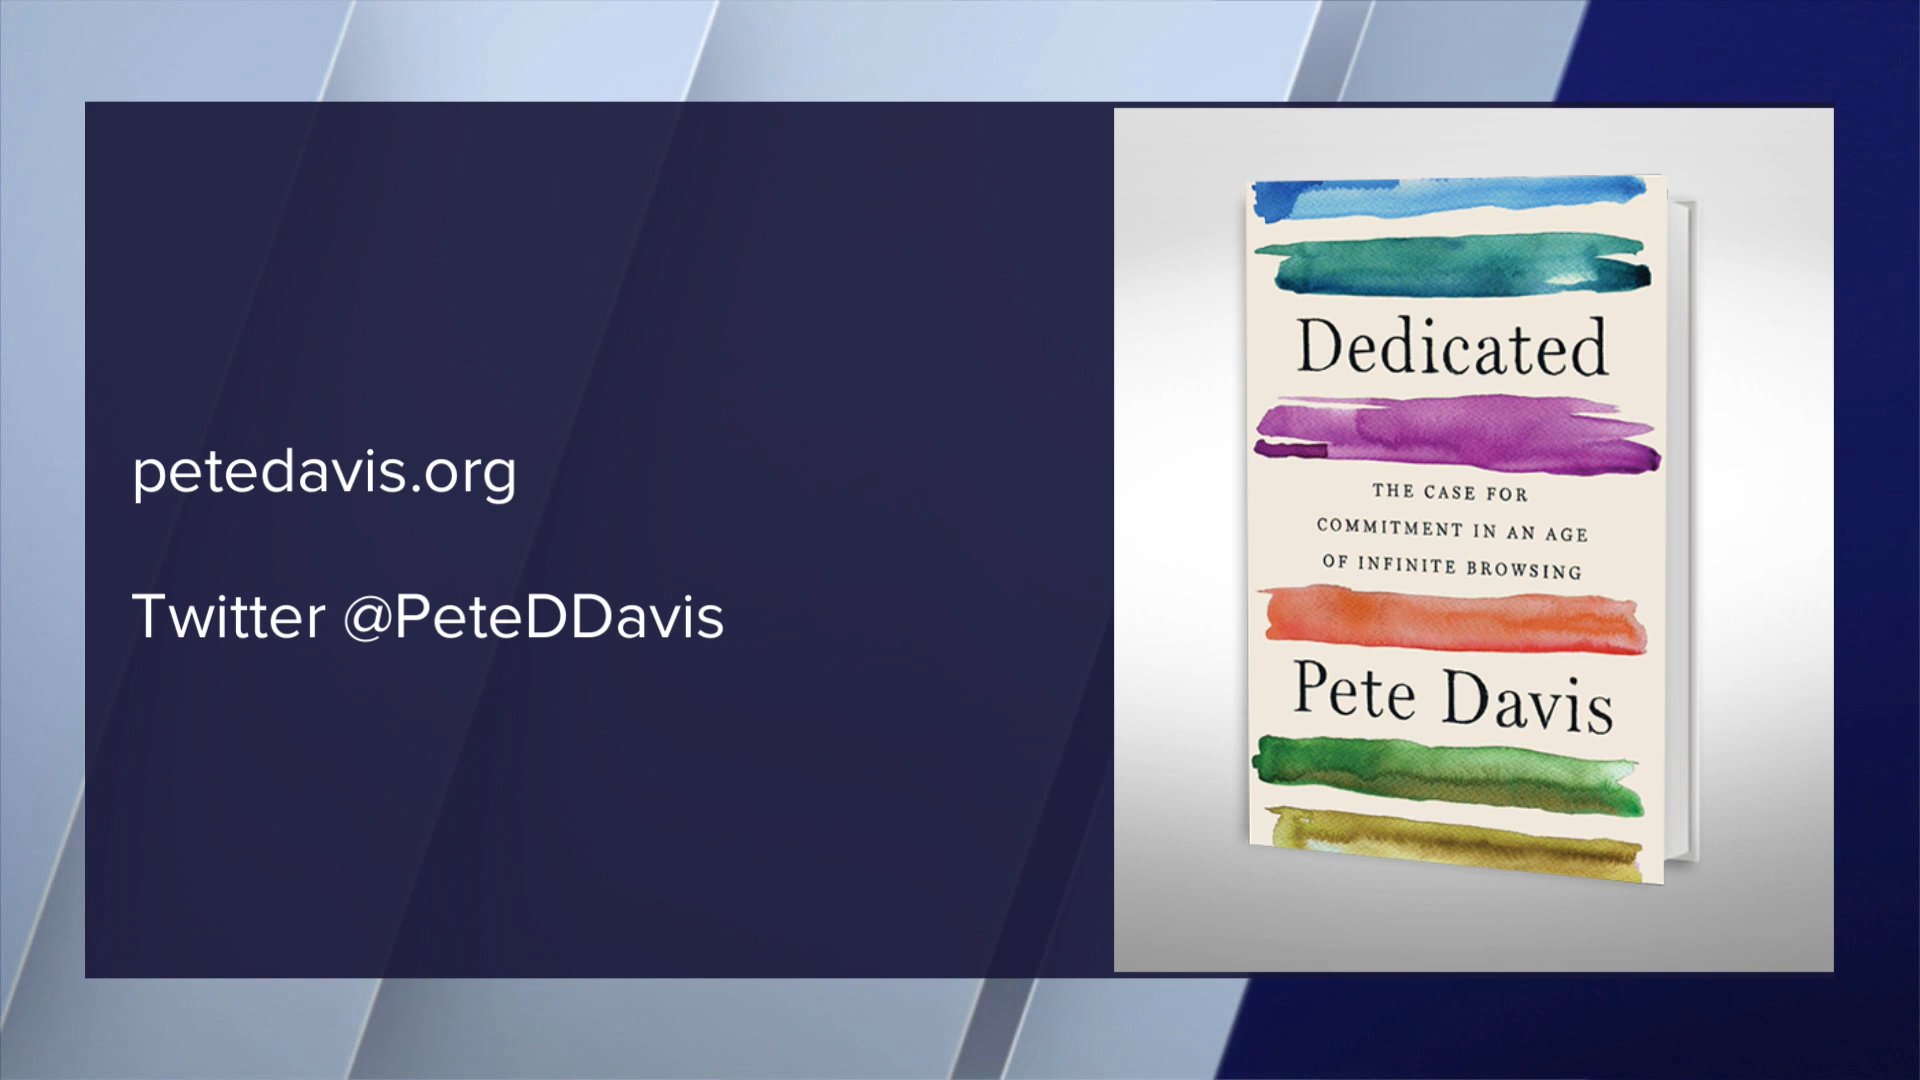 petedavis.org
Twitter @PeteDDavis
Dedicated
THE CASE FOR
COMMITMENT IN AN AGE
OF INFINITE BROWSING
Pete Davis